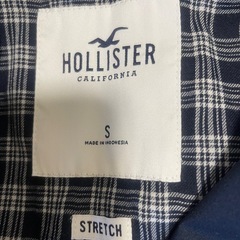 HOLLISTER
CALIFORNIA
S
MADE IN INDONESIA
STRETCH